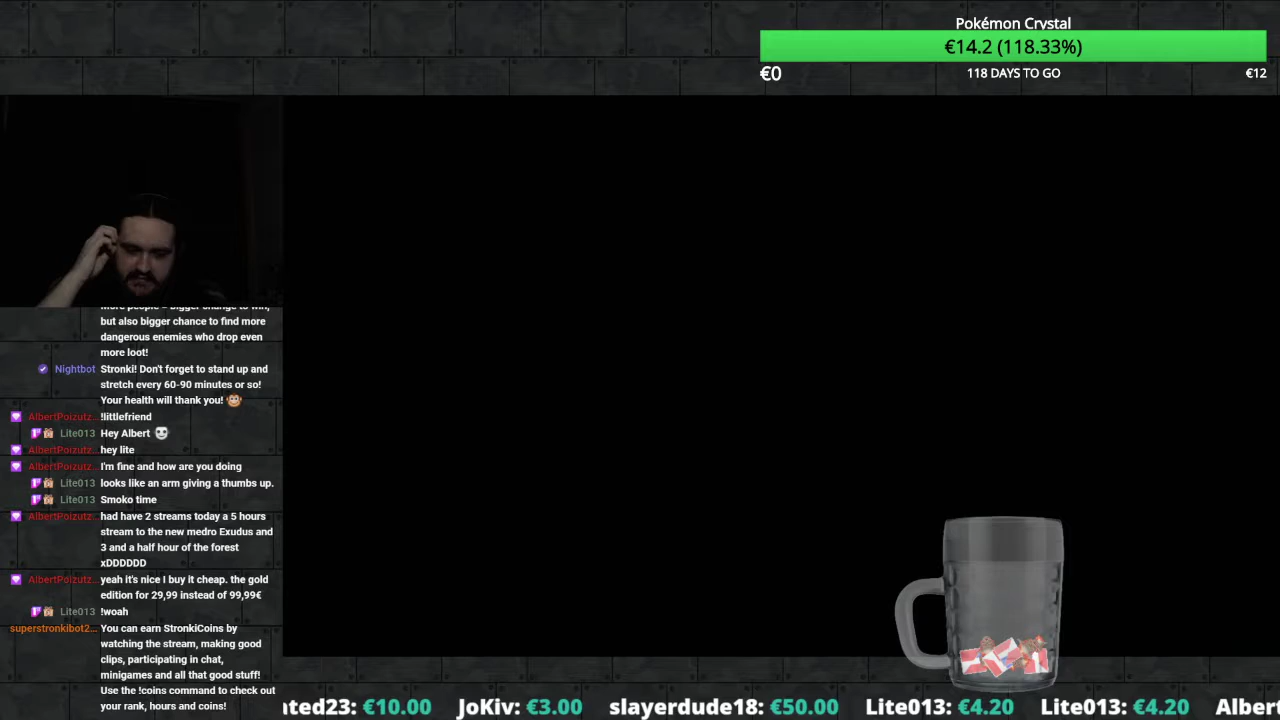 Pokémon Crystal
€14.2 (118.33%)
€0
118 DAYS TO GO
€12
but also bigger chance to find more
dangerous enemies who drop even
more loot!
Nightbot Stronki! Don't forget to stand up and
stretch every 60-90 minutes or so!
Your health will thank you!
AlbertPoizutz... !littlefriend
Lite013 Hey Albert
AlbertPoizutz... hey lite
AlbertPoizutz... I'm fine and how are you doing
Lite013 looks like an arm giving a thumbs up.
Lite013 Smoko time
AlbertPoizutz... had have 2 streams today a 5 hours
stream to the new medro Exudus and
3 and a half hour of the forest
xDDDDDD
AlbertPoizutz... yeah it's nice I buy it cheap. the gold
edition for 29,99 instead of 99,99€
Lite013 !woah
superstronkibot2... You can earn StronkiCoins by
watching the stream, making good
clips, participating in chat,
minigames and all that good stuff!
Use the !coins command to check out
your rank, hours and coins!
ated23: €10.00 JoKiv: €3.00 slayerdude18: €50.00 Lite013: €4.20 Lite013: €4.20 Alber